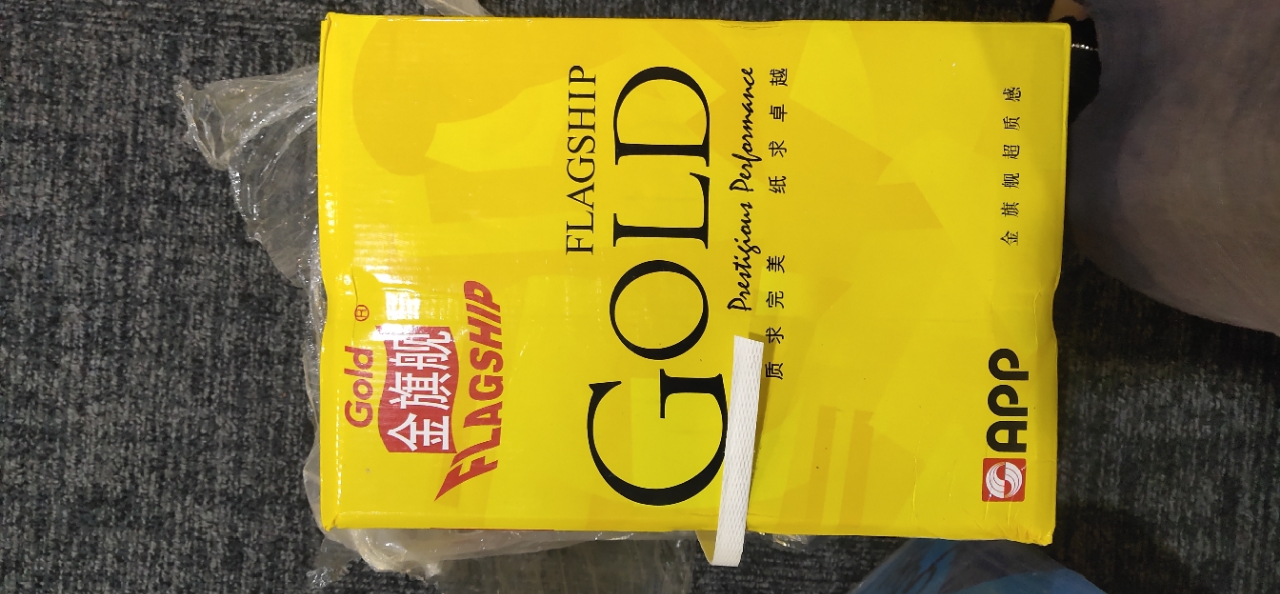 Gold ®
金旗舰
FLAGSHIP
FLAGSHIP
GOLD
Prestigious Performance
质求完美 纸求卓越
APP
金旗舰超质感